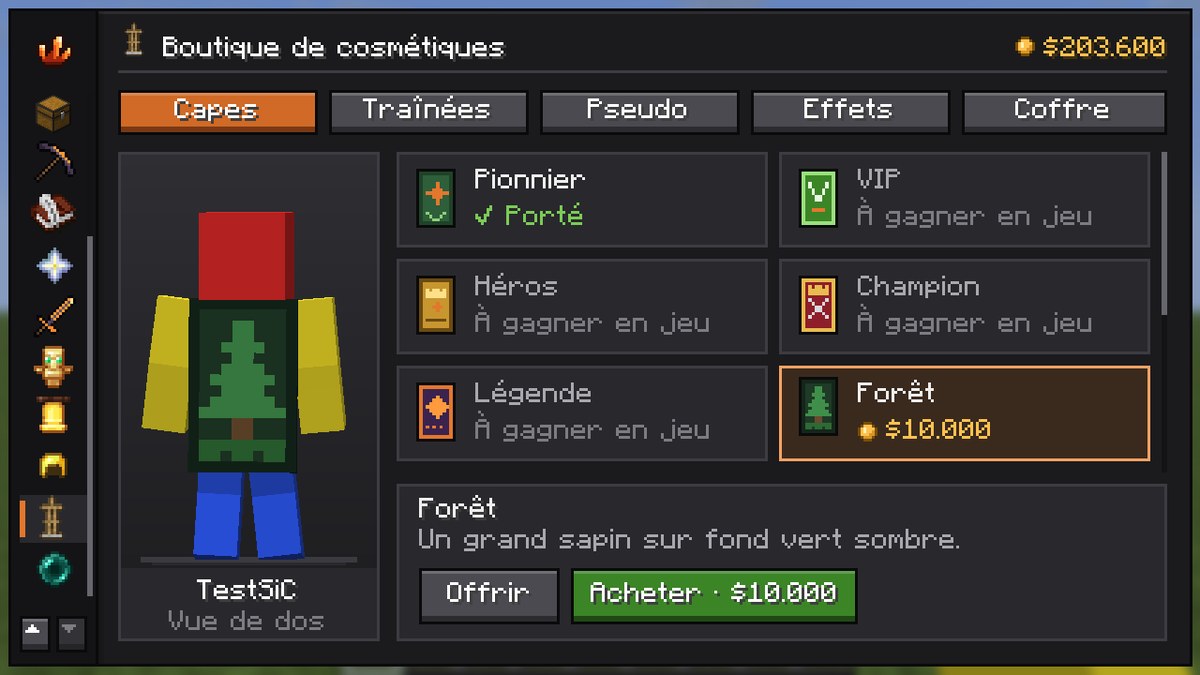 Boutique de cosmétiques
$203.600
Capes
Traînées
Pseudo
Effets
Coffre
Pionnier
✓ Porté
VIP
À gagner en jeu
Héros
À gagner en jeu
Champion
À gagner en jeu
Légende
À gagner en jeu
Forêt
$10.000
TestSiC
Vue de dos
Forêt
Un grand sapin sur fond vert sombre.
Offrir
Acheter · $10.000